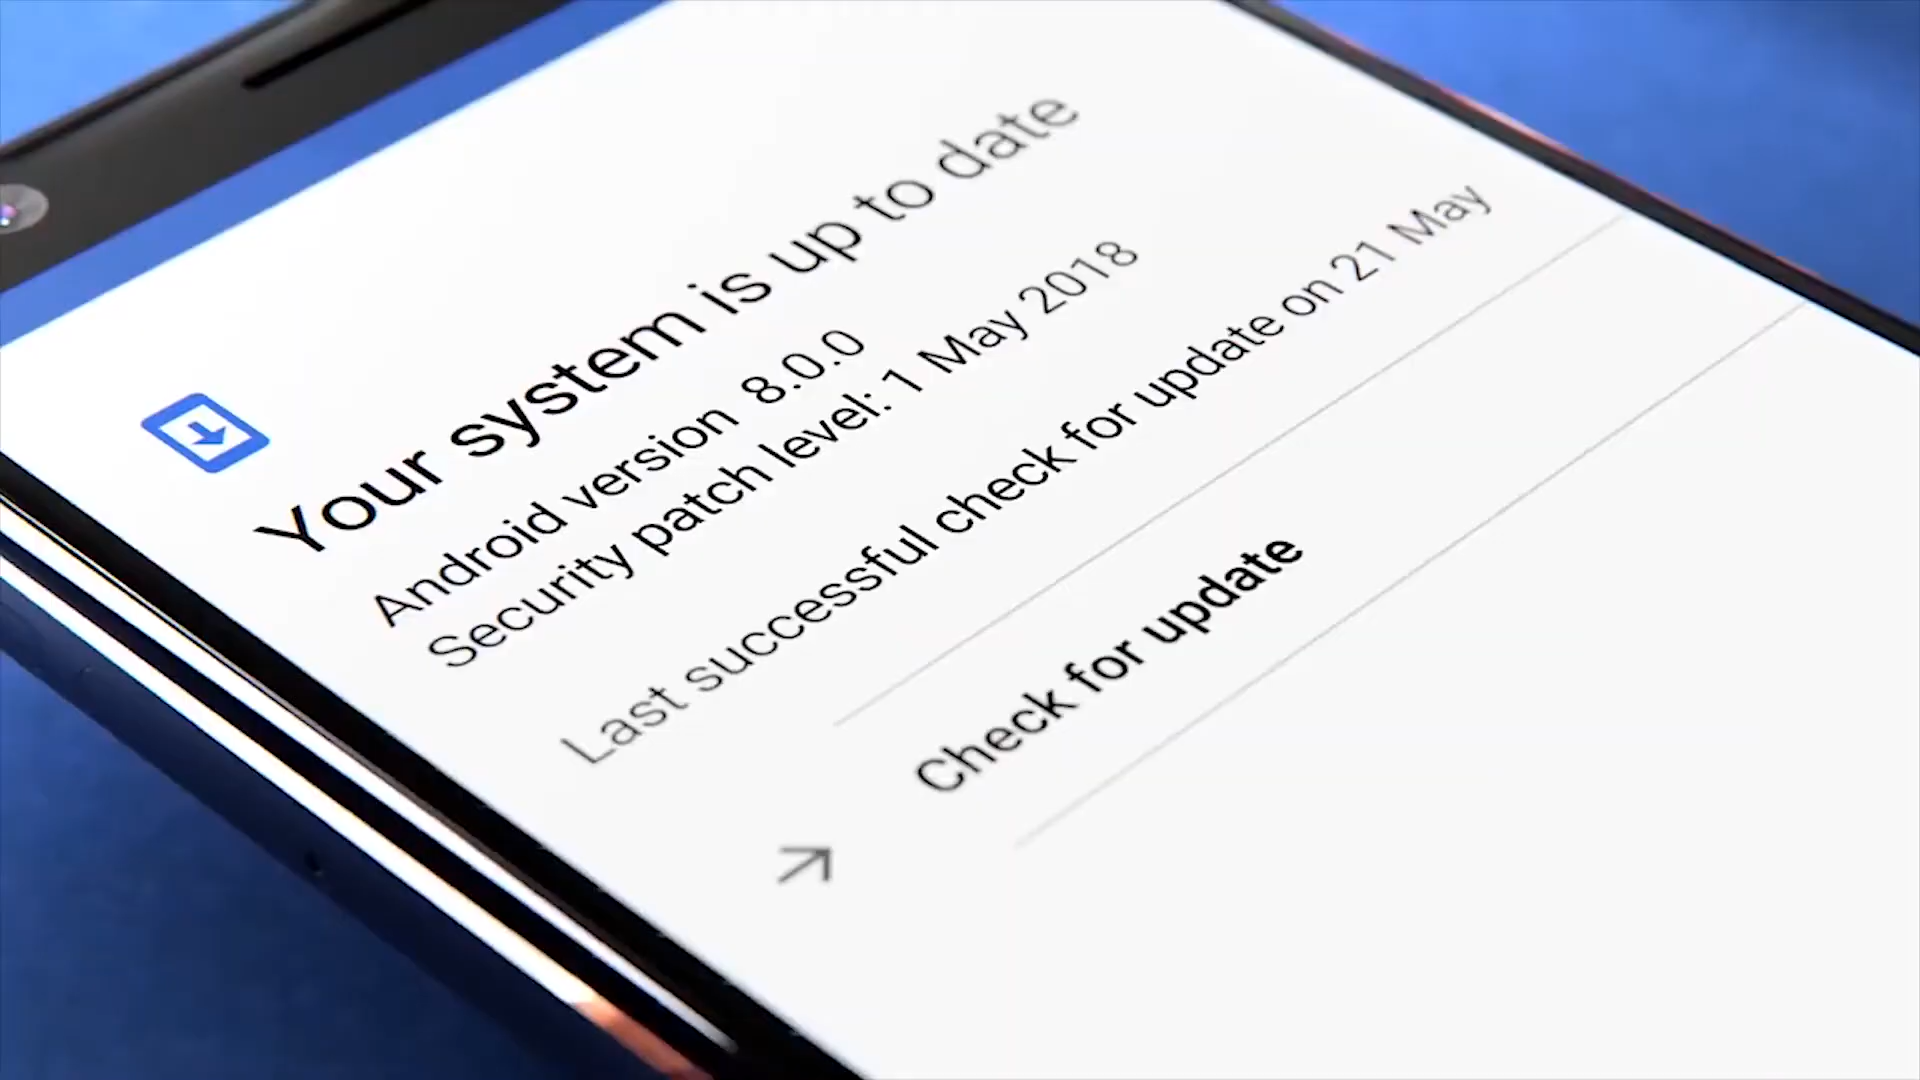 Your system is up to date
Android version 8.0.0
Security patch level: 1 May 2018
Last successful check for update on 21 May
Check for update